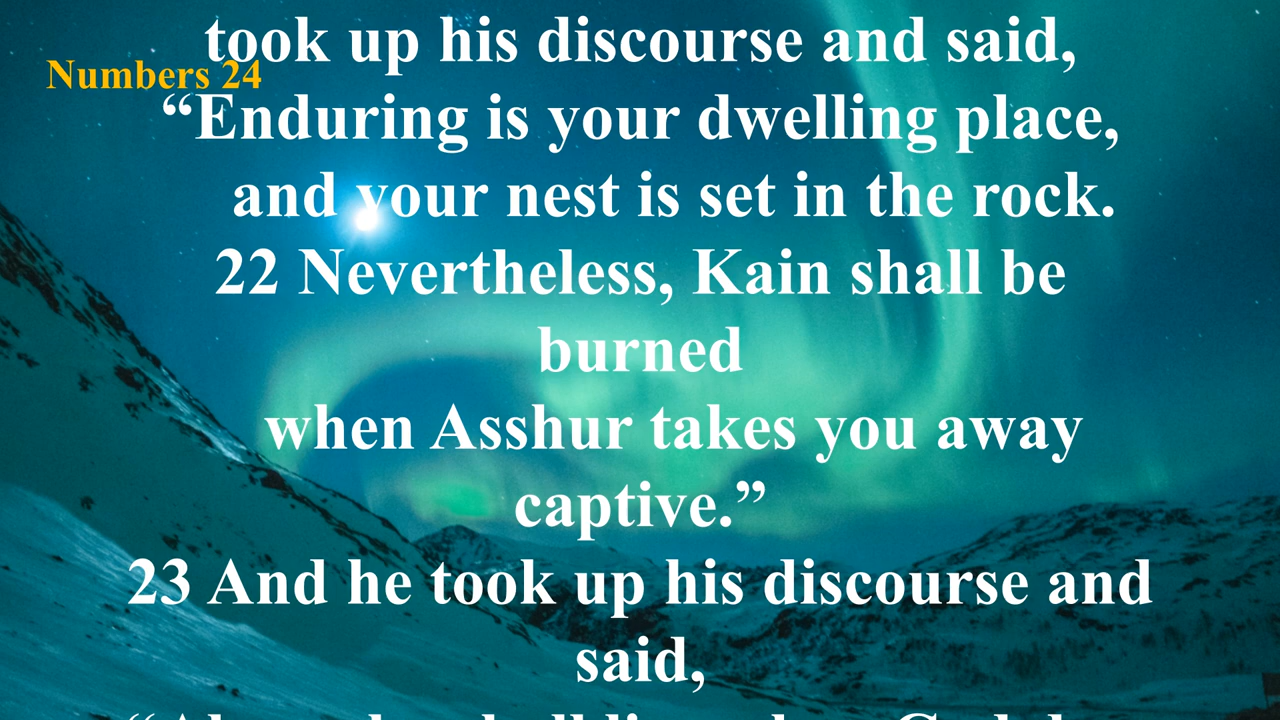 took up his discourse and said,
Numbers 24
“Enduring is your dwelling place,
and your nest is set in the rock.
22 Nevertheless, Kain shall be
burned
when Asshur takes you away
captive.”
23 And he took up his discourse and
said,